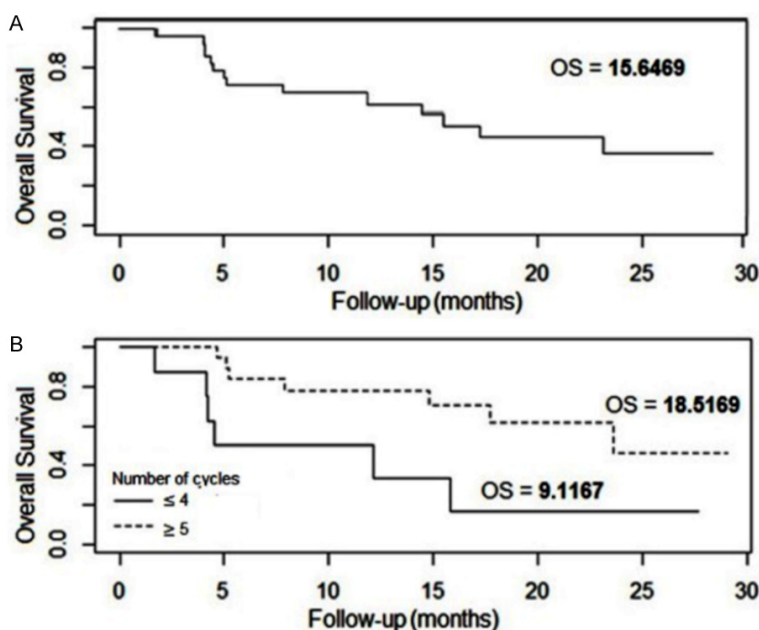 A
Overall Survival
0.8
0.4
0.0
OS = 15.6469
0 5 10 15 20 25 30
Follow-up (months)
B
Overall Survival
0.8
0.4
0.0
OS = 18.5169
OS = 9.1167
Number of cycles
≤ 4
≥ 5
0 5 10 15 20 25 30
Follow-up (months)